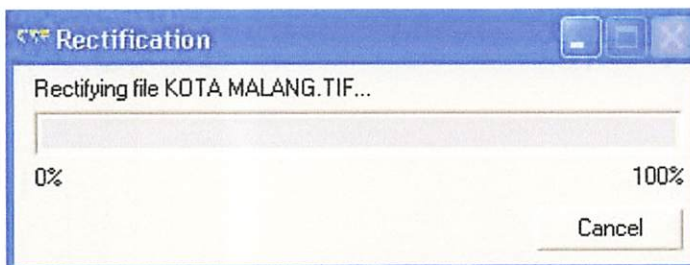 Rectification
Rectifying file KOTA MALANG.TIF...
0% 100%
Cancel